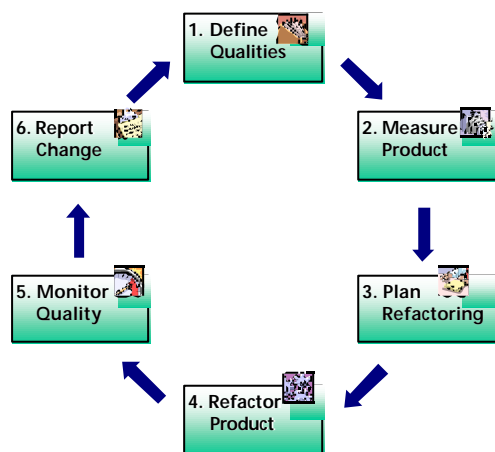 1. Define
Qualities
2. Measure
Product
3. Plan
Refactoring
4. Refactor
Product
5. Monitor
Quality
6. Report
Change